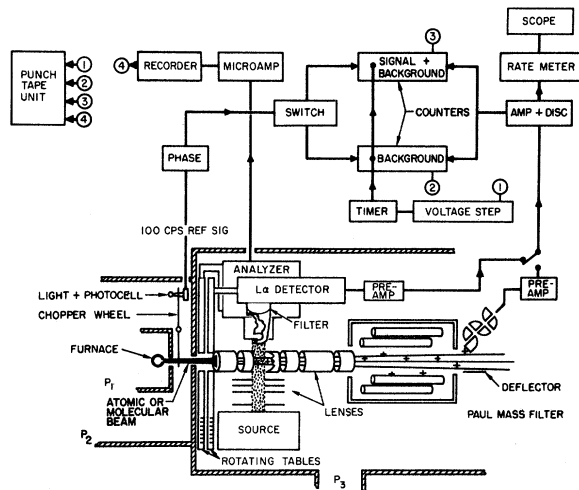 SCOPE
RATE METER
AMP + DISC
③
SIGNAL +
BACKGROUND
COUNTERS
BACKGROUND
②
①
TIMER
VOLTAGE STEP
④
RECORDER
MICROAMP
SWITCH
PHASE
PUNCH
TAPE
UNIT
①
②
③
④
100 CPS REF SIG
ANALYZER
Lα DETECTOR
PRE-
AMP
PRE-
AMP
FILTER
LIGHT + PHOTOCELL
CHOPPER WHEEL
FURNACE
P₁
ATOMIC OR
MOLECULAR
BEAM
P₂
LENSES
SOURCE
ROTATING TABLES
P₃
DEFLECTOR
PAUL MASS FILTER